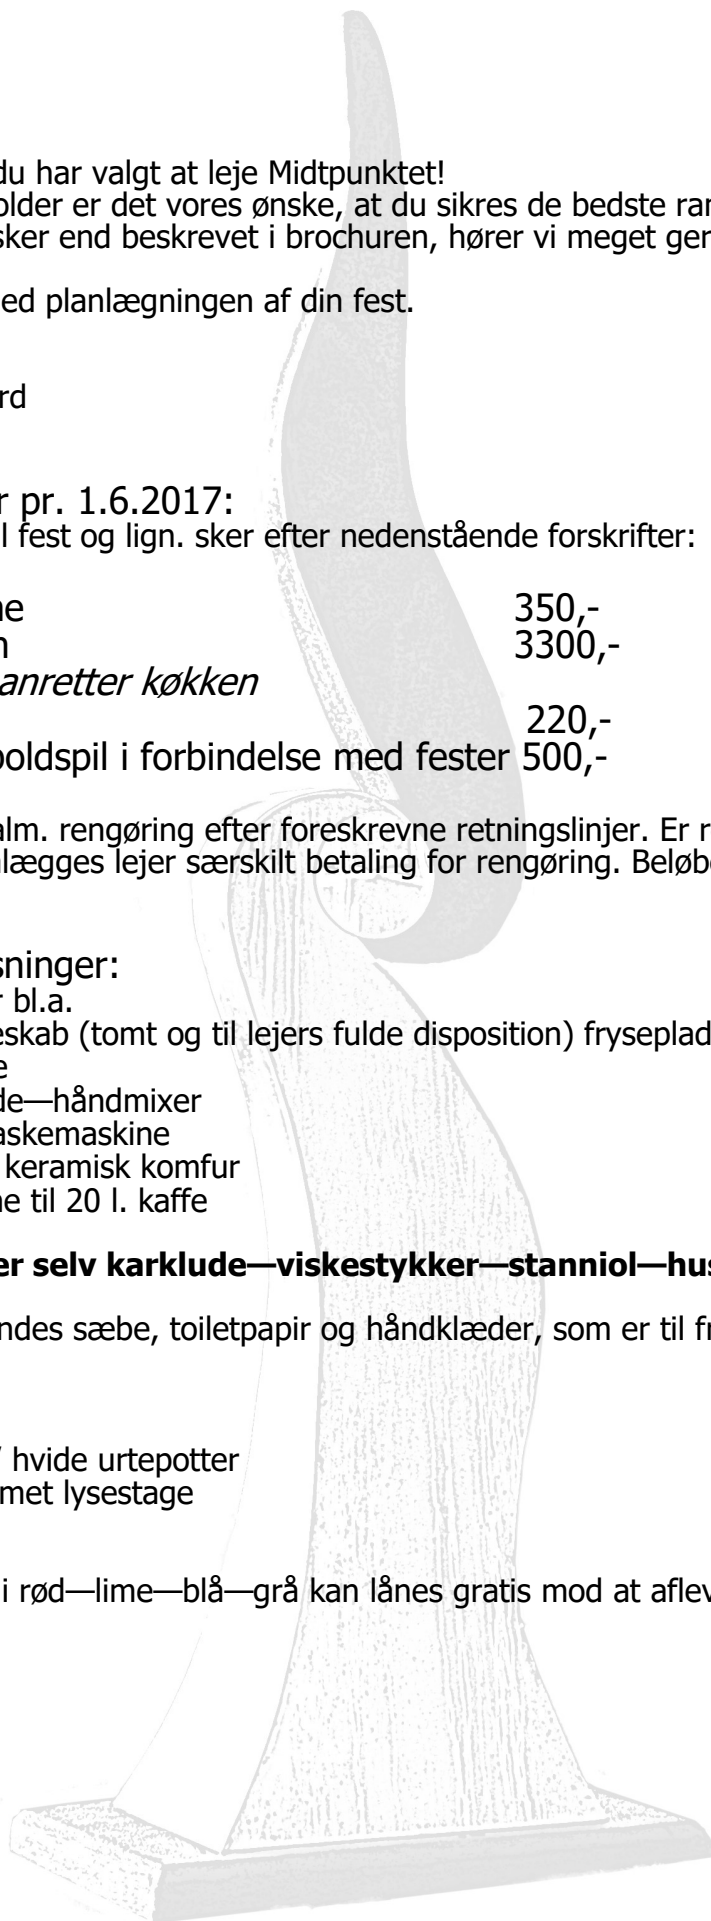 du har valgt at leje Midtpunktet!
older er det vores ønske, at du sikres de bedste ran
sker end beskrevet i brochuren, hører vi meget ger
ed planlægningen af din fest.
rd
r pr. 1.6.2017:
l fest og lign. sker efter nedenstående forskrifter:
ne 350,-
n 3300,-
anretter køkken
220,-
boldspil i forbindelse med fester 500,-
alm. rengøring efter foreskrevne retningslinjer. Er r
lægges lejer særskilt betaling for rengøring. Beløbe
sninger:
r bl.a.
eskab (tomt og til lejers fulde disposition) fryseplad
e
de—håndmixer
askemaskine
keramisk komfur
ne til 20 l. kaffe
er selv karklude—viskestykker—stanniol—hus
ndes sæbe, toiletpapir og håndklæder, som er til fr
hvide urtepotter
met lysestage
i rød—lime—blå—grå kan lånes gratis mod at aflev